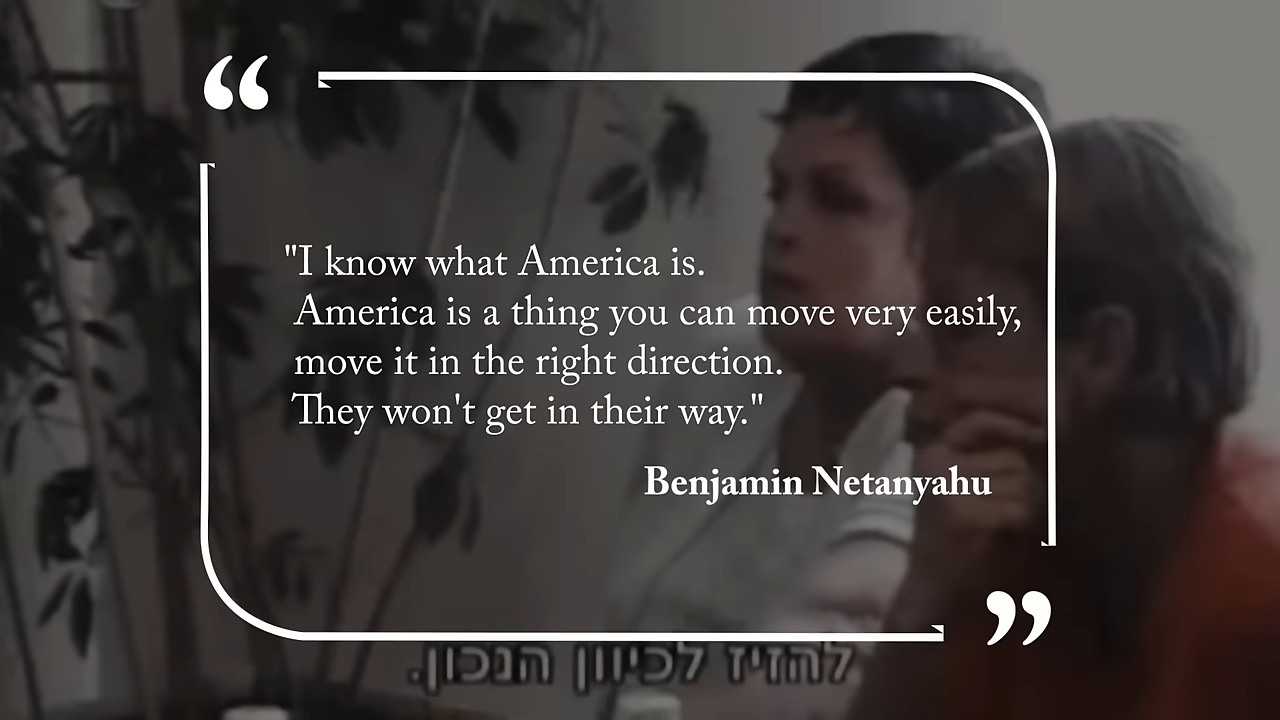 "I know what America is.
America is a thing you can move very easily,
move it in the right direction.
They won't get in their way."
Benjamin Netanyahu
להזיז לכיוון הנכון.